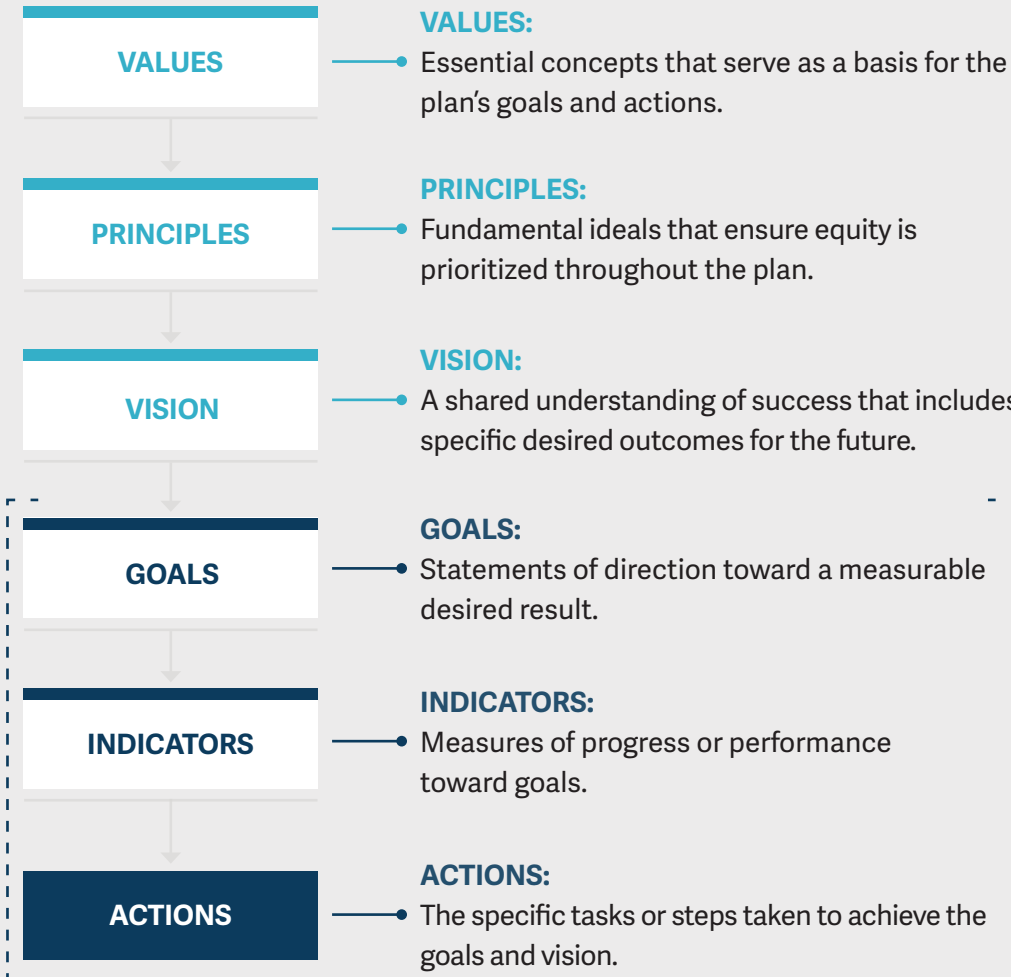 VALUES
VALUES:
Essential concepts that serve as a basis for the
plan's goals and actions.
PRINCIPLES
PRINCIPLES:
Fundamental ideals that ensure equity is
prioritized throughout the plan.
VISION
VISION:
A shared understanding of success that includes
specific desired outcomes for the future.
GOALS
GOALS:
Statements of direction toward a measurable
desired result.
INDICATORS
INDICATORS:
Measures of progress or performance
toward goals.
ACTIONS
ACTIONS:
The specific tasks or steps taken to achieve the
goals and vision.